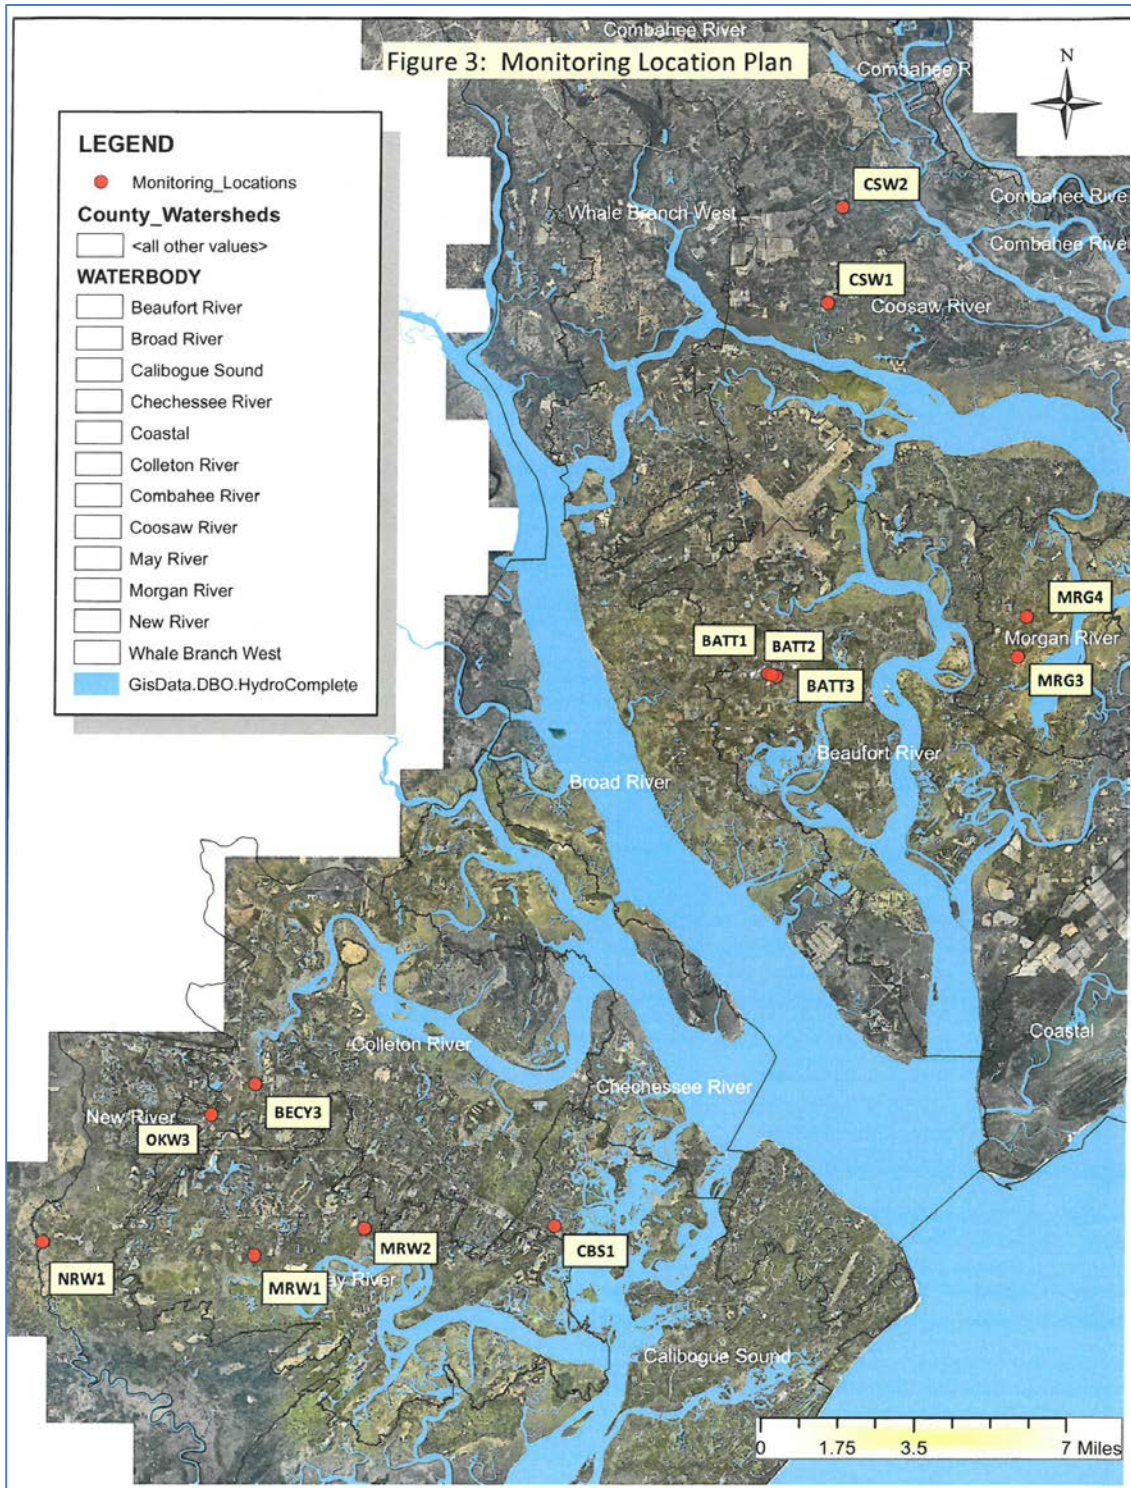 Combahee River
Figure 3: Monitoring Location Plan
Combahee R
N
LEGEND
Monitoring_Locations
County_Watersheds
<all other values>
WATERBODY
Beaufort River
Broad River
Calibogue Sound
Chechessee River
Coastal
Colleton River
Combahee River
Coosaw River
May River
Morgan River
New River
Whale Branch West
GisData.DBO.HydroComplete
CSW2
Combahee Rive
Whale Branch West
Combahee River
CSW1
Coosaw River
MRG4
BATT1
BATT2
Morgan River
MRG3
BATT3
Beaufort River
Broad River
Coastal
Colleton River
Chechessee River
BECY3
New River
OKW3
MRW2
CBS1
NRW1
MRW1
ay River
Calibogue Sound
0 1.75 3.5 7 Miles